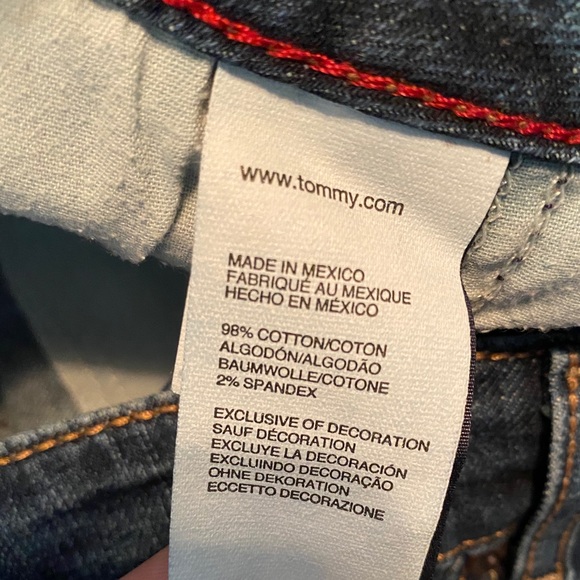 www.tommy.com
MADE IN MEXICO
FABRIQUÉ AU MEXIQUE
HECHO EN MÉXICO
98% COTTON/COTON
ALGODÓN/ALGODÃO
BAUMWOLLE/COTONE
2% SPANDEX
EXCLUSIVE OF DECORATION
SAUF DÉCORATION
EXCLUYE LA DECORACIÓN
EXCLUINDO DECORAÇÃO
OHNE DEKORATION
ECCETTO DECORAZIONE